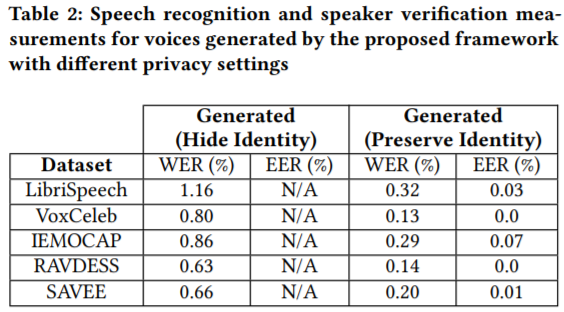 Table 2: Speech recognition and speaker verification mea-
surements for voices generated by the proposed framework
with different privacy settings
Generated Generated
(Hide Identity) (Preserve Identity)
Dataset WER (%) EER (%) WER (%) EER (%)
LibriSpeech 1.16 N/A 0.32 0.03
VoxCeleb 0.80 N/A 0.13 0.0
IEMOCAP 0.86 N/A 0.29 0.07
RAVDESS 0.63 N/A 0.14 0.0
SAVEE 0.66 N/A 0.20 0.01